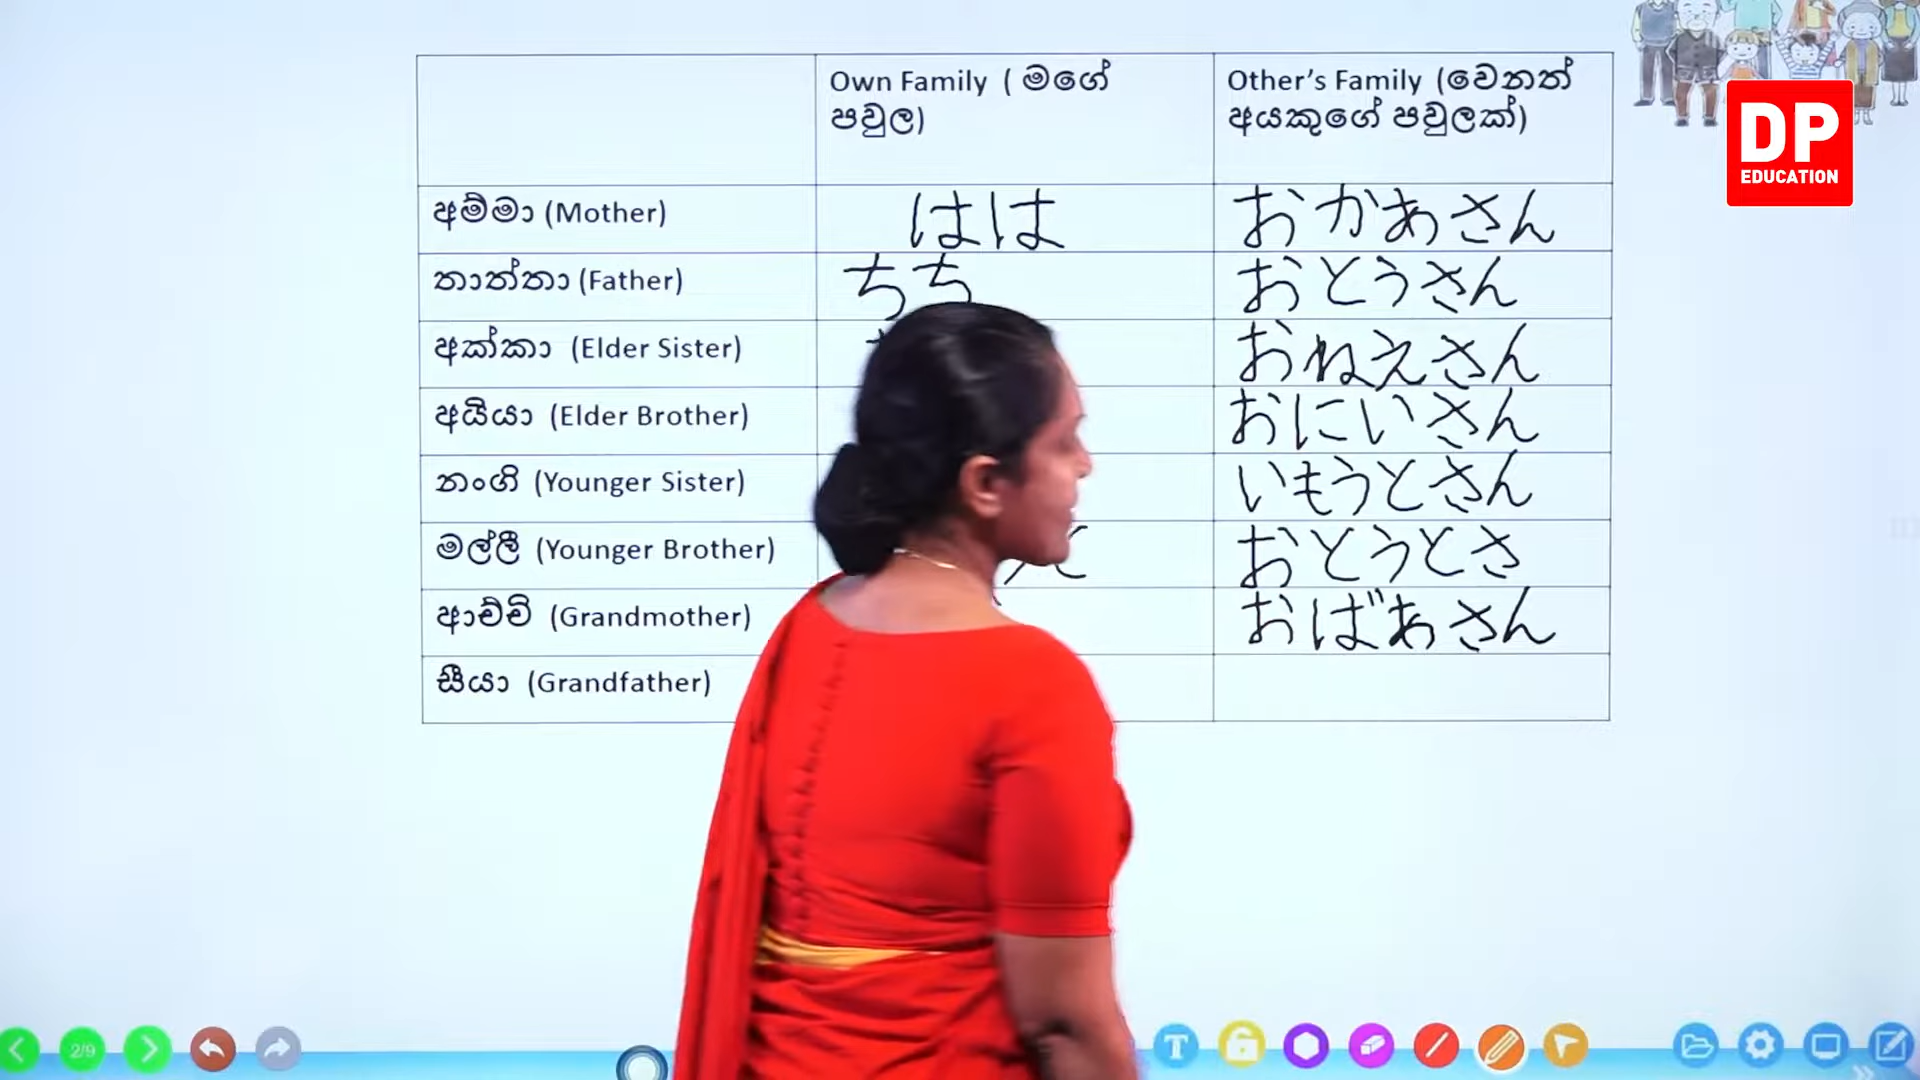 Own Family ( මගේ
පවුල)
Other's Family (වෙනත්
අයකුගේ පවුලක්)
DP
EDUCATION
අම්මා (Mother)
はは
おかあさん
තාත්තා (Father)
ちち
おとうさん
අක්කා (Elder Sister)
おねえさん
අයියා (Elder Brother)
おにいさん
නංගි (Younger Sister)
いもうとさん
මල්ලී (Younger Brother)
おとうとさ
ආච්චි (Grandmother)
おばあさん
සීයා (Grandfather)
2/9
T